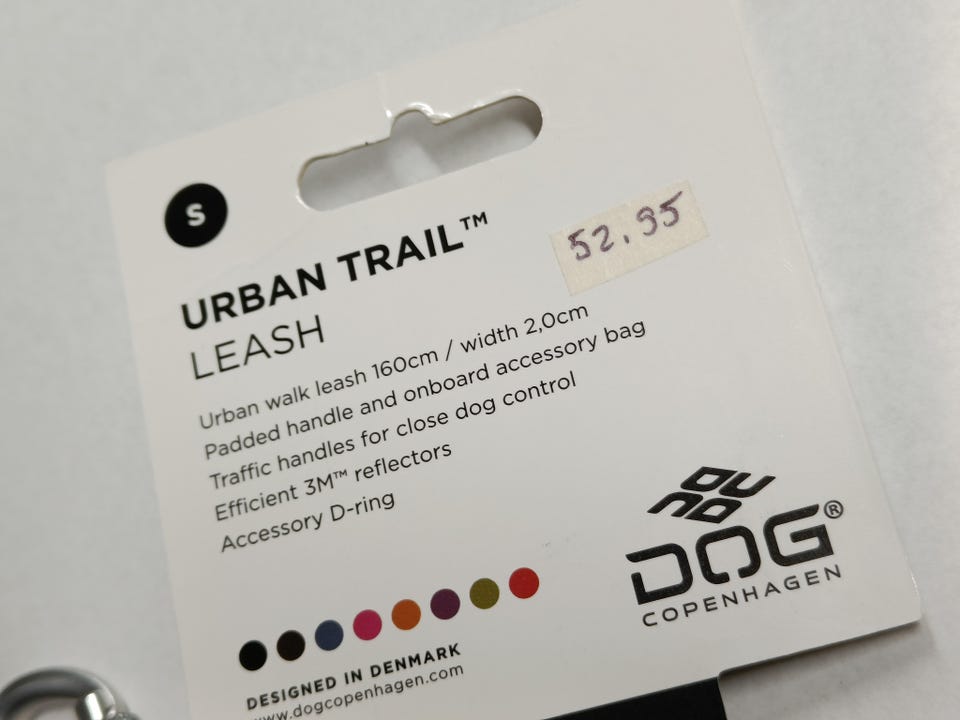 S
URBAN TRAIL™
LEASH
52.95
Urban walk leash 160cm / width 2,0cm
Padded handle and onboard accessory bag
Traffic handles for close dog control
Efficient 3M™ reflectors
Accessory D-ring
DOG®
COPENHAGEN
DESIGNED IN DENMARK
www.dogcopenhagen.com